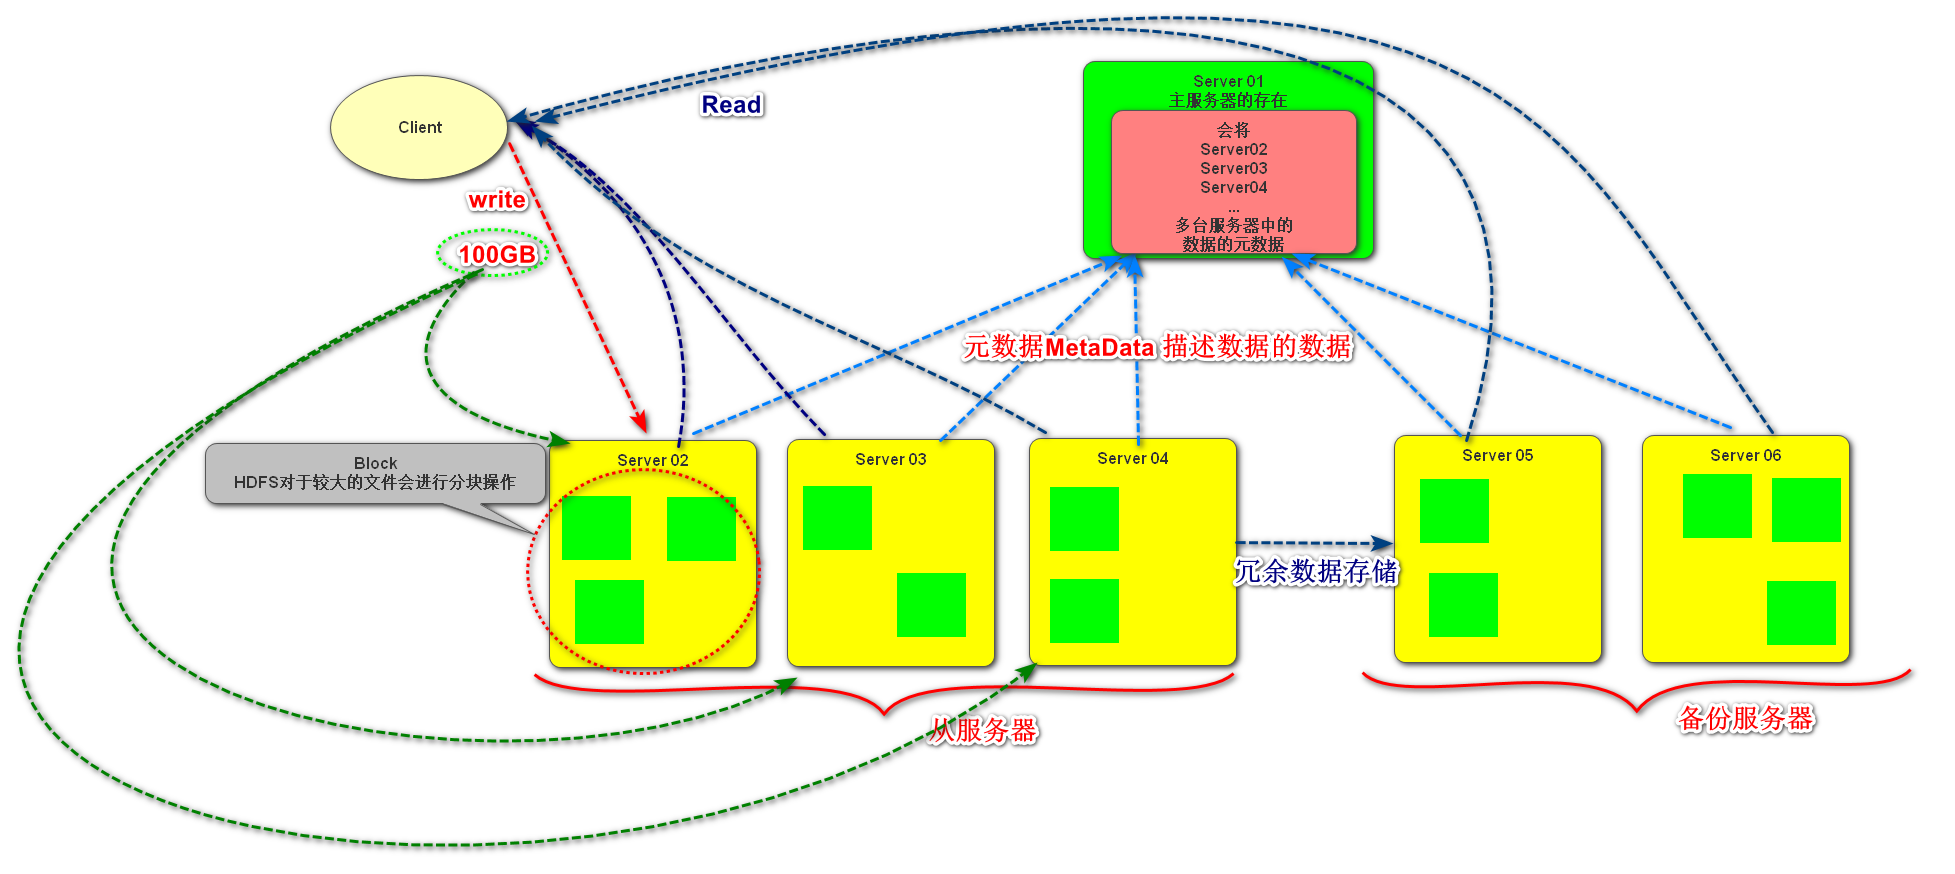 Server 01
主服务器的存在
会将
Server02
Server03
Server04
...
多台服务器中的
数据的元数据
Read
Client
write
100GB
元数据MetaData 描述数据的数据
Block
HDFS对于较大的文件会进行分块操作
Server 02
Server 03
Server 04
Server 05
Server 06
冗余数据存储
从服务器
备份服务器